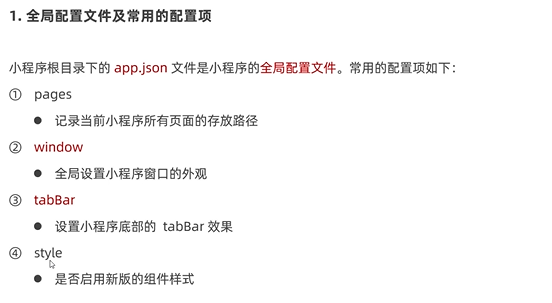 1. 全局配置文件及常用的配置项
小程序根目录下的 app.json 文件是小程序的全局配置文件。常用的配置项如下：
① pages
● 记录当前小程序所有页面的存放路径
② window
● 全局设置小程序窗口的外观
③ tabBar
● 设置小程序底部的 tabBar 效果
④ style
● 是否启用新版的组件样式